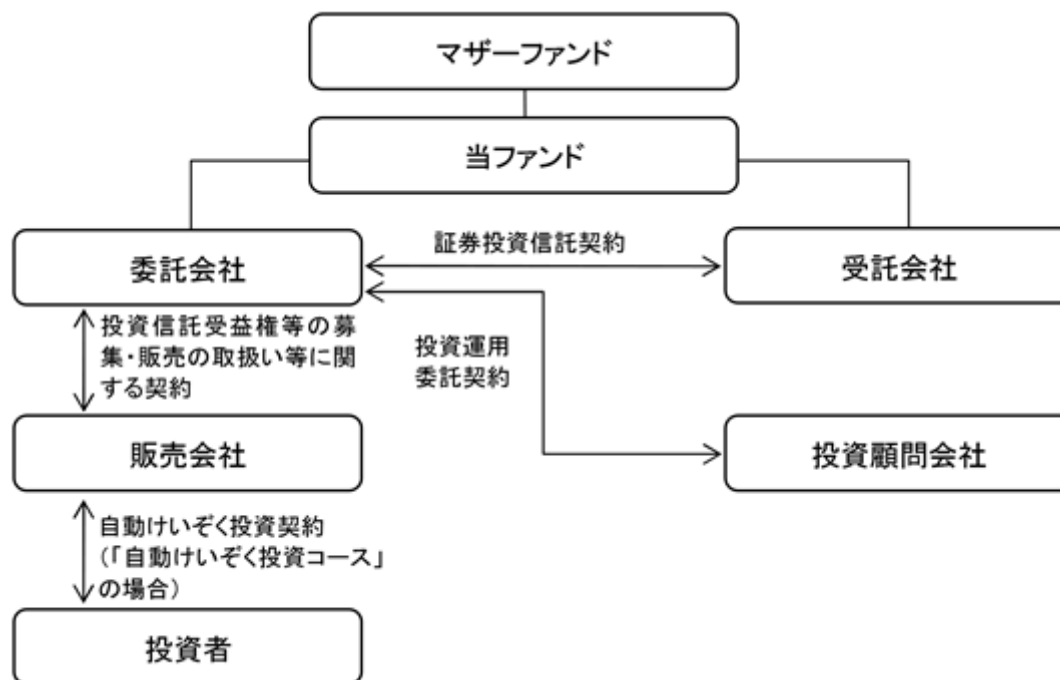 マザーファンド
当ファンド
委託会社
証券投資信託契約
受託会社
投資信託受益権等の募
集・販売の取扱い等に関
する契約
投資運用
委託契約
販売会社
投資顧問会社
自動けいぞく投資契約
(「自動けいぞく投資コース」
の場合)
投資者